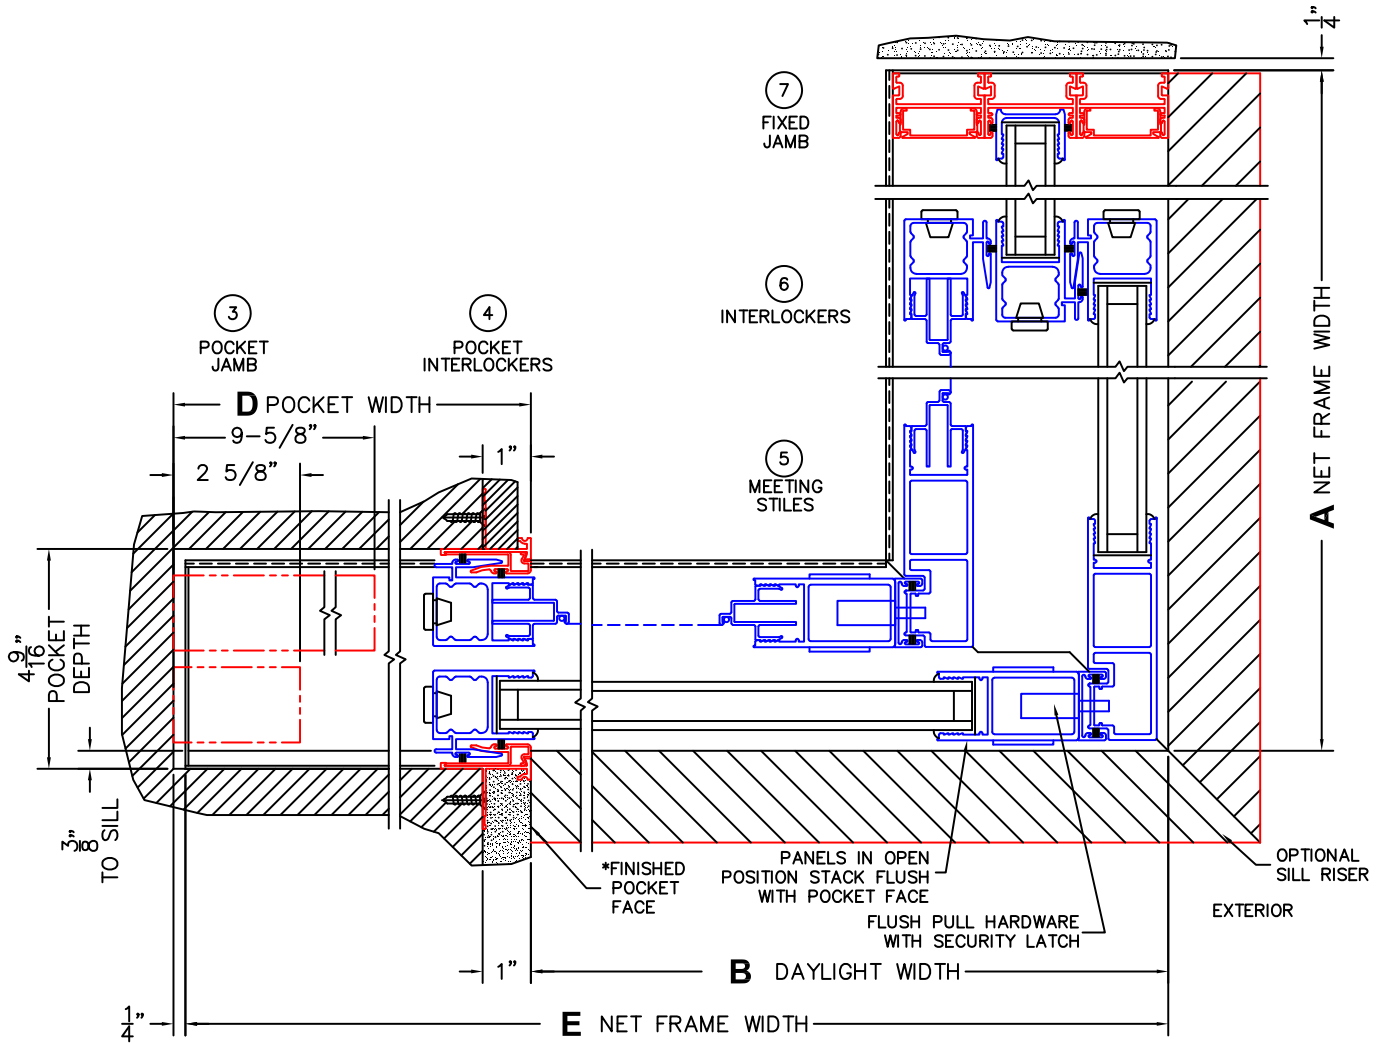 1/4"
7
FIXED
JAMB
6
INTERLOCKERS
3
POCKET
JAMB
4
POCKET
INTERLOCKERS
A NET FRAME WIDTH
D POCKET WIDTH
9-5/8"
1"
2 5/8"
5
MEETING
STILES
4 9/16"
POCKET
DEPTH
3/8"
TO SILL
*FINISHED
POCKET
FACE
PANELS IN OPEN
POSITION STACK FLUSH
WITH POCKET FACE
FLUSH PULL HARDWARE
WITH SECURITY LATCH
OPTIONAL
SILL RISER
EXTERIOR
1"
B DAYLIGHT WIDTH
1/4"
E NET FRAME WIDTH